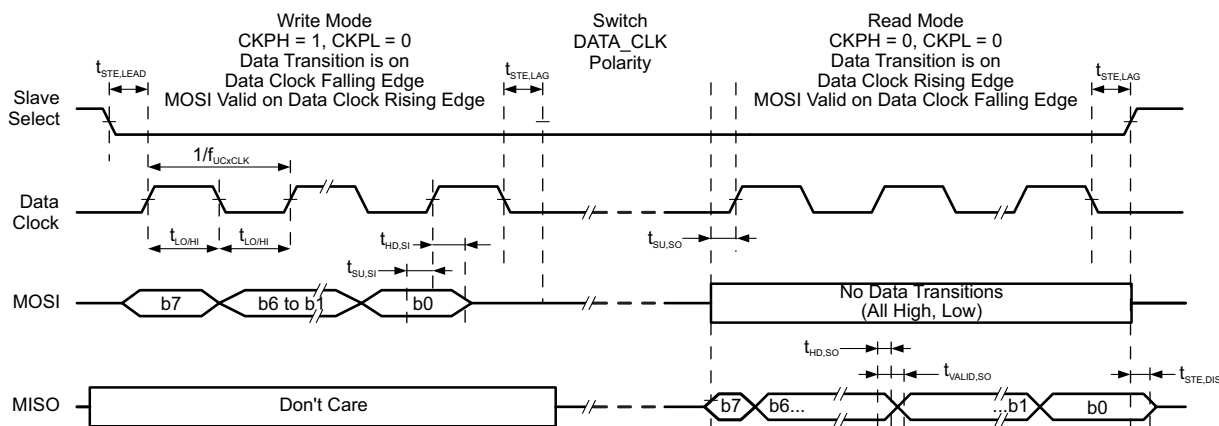 Write Mode
CKPH = 1, CKPL = 0
Data Transition is on
Data Clock Falling Edge
MOSI Valid on Data Clock Rising Edge
Switch
DATA_CLK
Polarity
Read Mode
CKPH = 0, CKPL = 0
Data Transition is on
Data Clock Rising Edge
MOSI Valid on Data Clock Falling Edge
tSTE,LEAD
tSTE,LAG
tSTE,LAG
Slave
Select
1/fUCxCLK
Data
Clock
tLO/HI
tLO/HI
tHD,SI
tSU,SI
tSU,SO
MOSI
b7
b6 to b1
b0
No Data Transitions
(All High, Low)
tHD,SO
tVALID,SO
tSTE,DIS
MISO
Don't Care
b7
b6...
...b1
b0